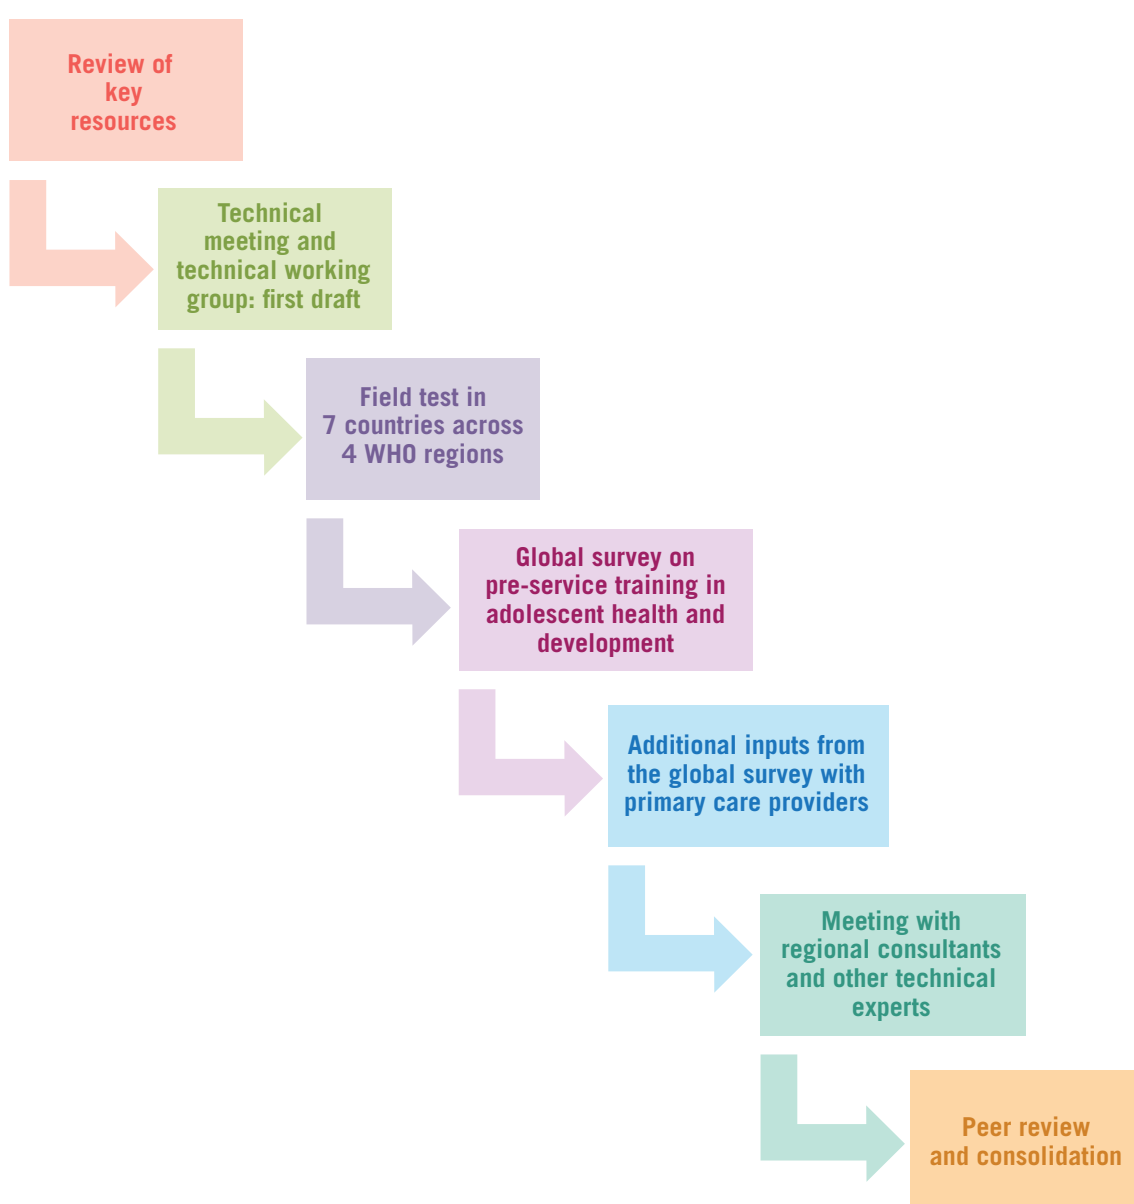 Review of
key
resources
Technical
meeting and
technical working
group: first draft
Field test in
7 countries across
4 WHO regions
Global survey on
pre-service training in
adolescent health and
development
Additional inputs from
the global survey with
primary care providers
Meeting with
regional consultants
and other technical
experts
Peer review
and consolidation